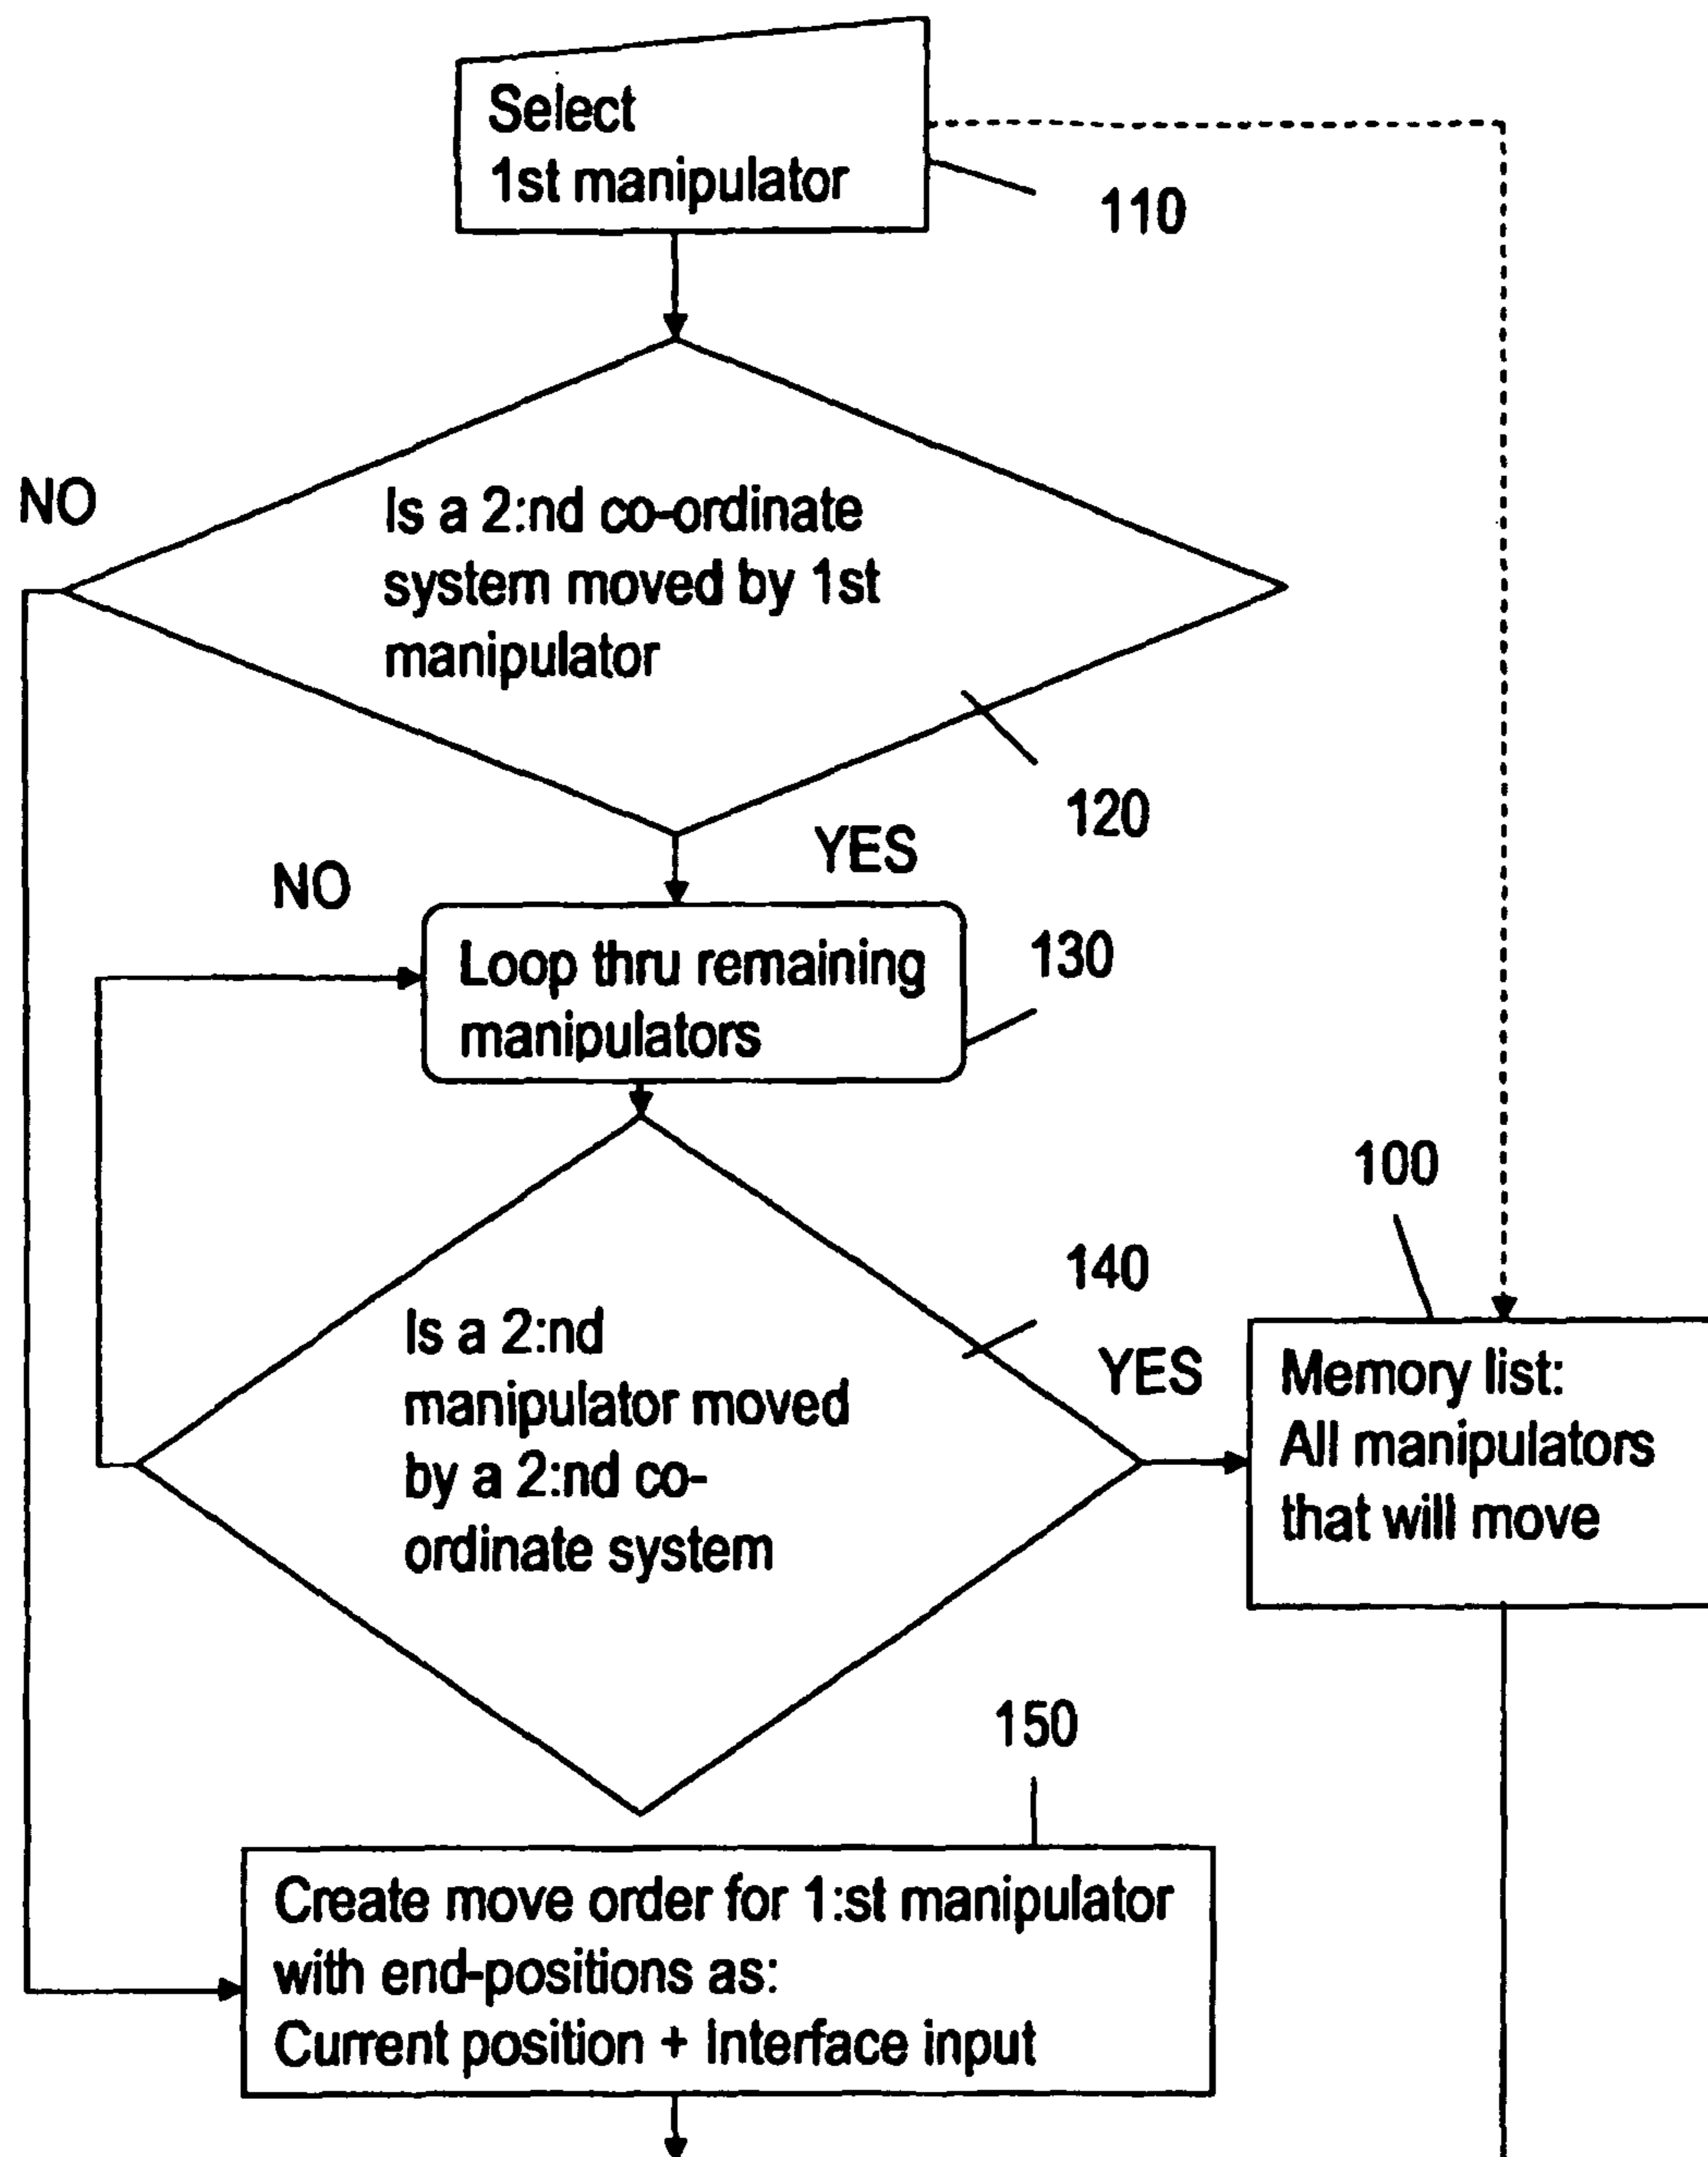 Select
1st manipulator
110
NO
Is a 2:nd co-ordinate
system moved by 1st
manipulator
120
YES
NO
Loop thru remaining
manipulators
130
100
140
Is a 2:nd
manipulator moved
by a 2:nd co-
ordinate system
YES
Memory list:
All manipulators
that will move
150
Create move order for 1:st manipulator
with end-positions as:
Current position + Interface input